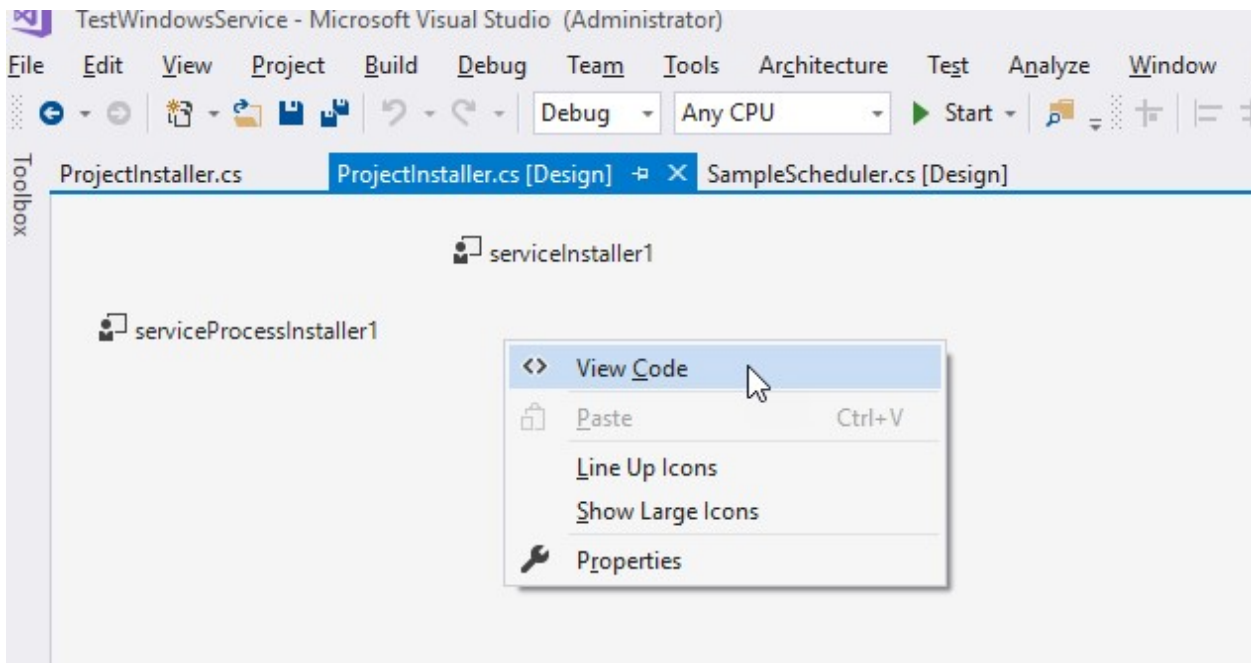 TestWindowsService - Microsoft Visual Studio (Administrator)
File Edit View Project Build Debug Team Tools Architecture Test Analyze Window
Debug Any CPU Start
Toolbox
ProjectInstaller.cs ProjectInstaller.cs [Design] SampleScheduler.cs [Design]
serviceInstaller1
serviceProcessInstaller1
View Code
Paste Ctrl+V
Line Up Icons
Show Large Icons
Properties